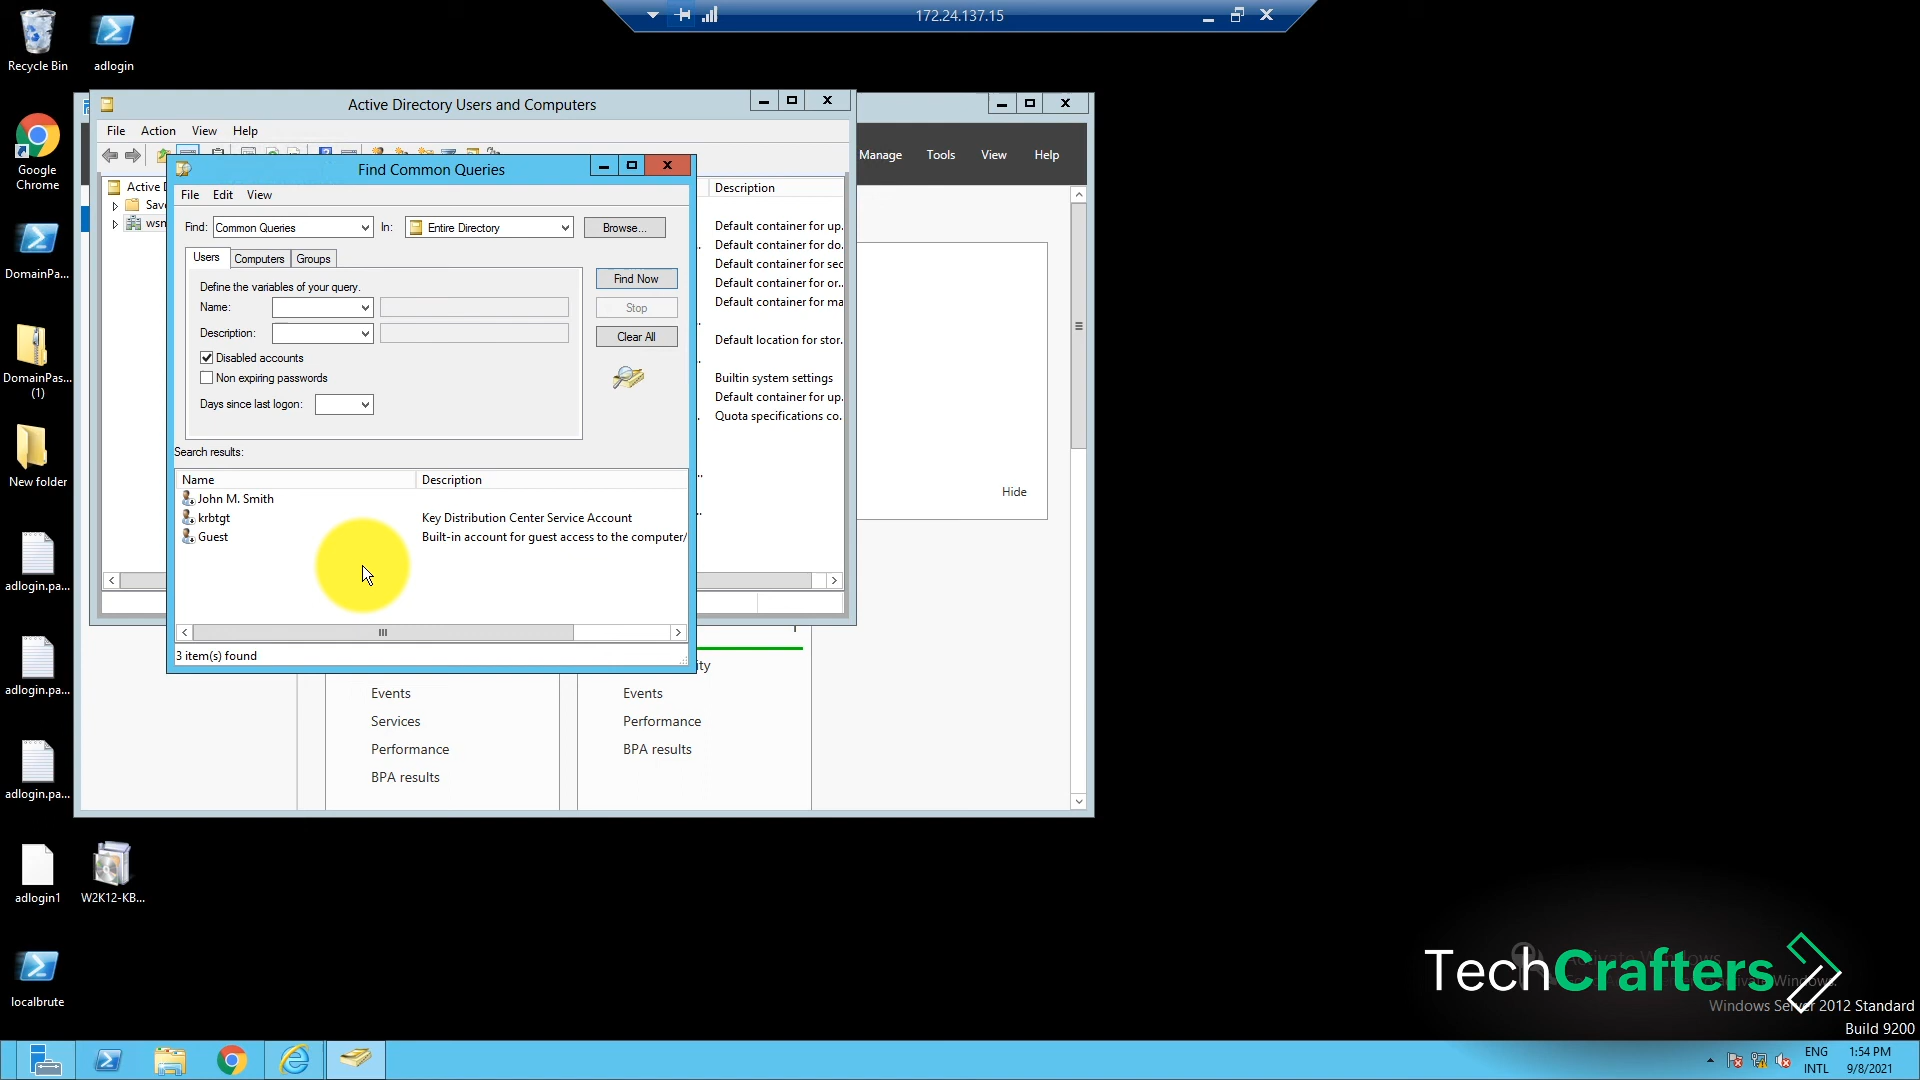 172.24.137.15
Recycle Bin
adlogin
Google
Chrome
DomainPa...
DomainPas...
(1)
New folder
adlogin.pa...
adlogin.pa...
adlogin.pa...
adlogin1
W2K12-KB...
localbrute
Manage Tools View Help
Hide
Events
Services
Performance
BPA results
Events
Performance
BPA results
Active Directory Users and Computers
File Action View Help
Description
Default container for up.
Default container for do.
Default container for sec
Default container for or..
Default container for ma
Default location for stor.
Builtin system settings
Default container for up.
Quota specifications co.
Find Common Queries
File Edit View
Find: Common Queries In: Entire Directory Browse...
Users Computers Groups
Define the variables of your query.
Name:
Description:
Disabled accounts
Non expiring passwords
Days since last logon:
Find Now
Stop
Clear All
Search results:
Name Description
John M. Smith
krbtgt Key Distribution Center Service Account
Guest Built-in account for guest access to the computer/
3 item(s) found
TechCrafters
Windows Server 2012 Standard
Build 9200
ENG
INTL
1:54 PM
9/8/2021